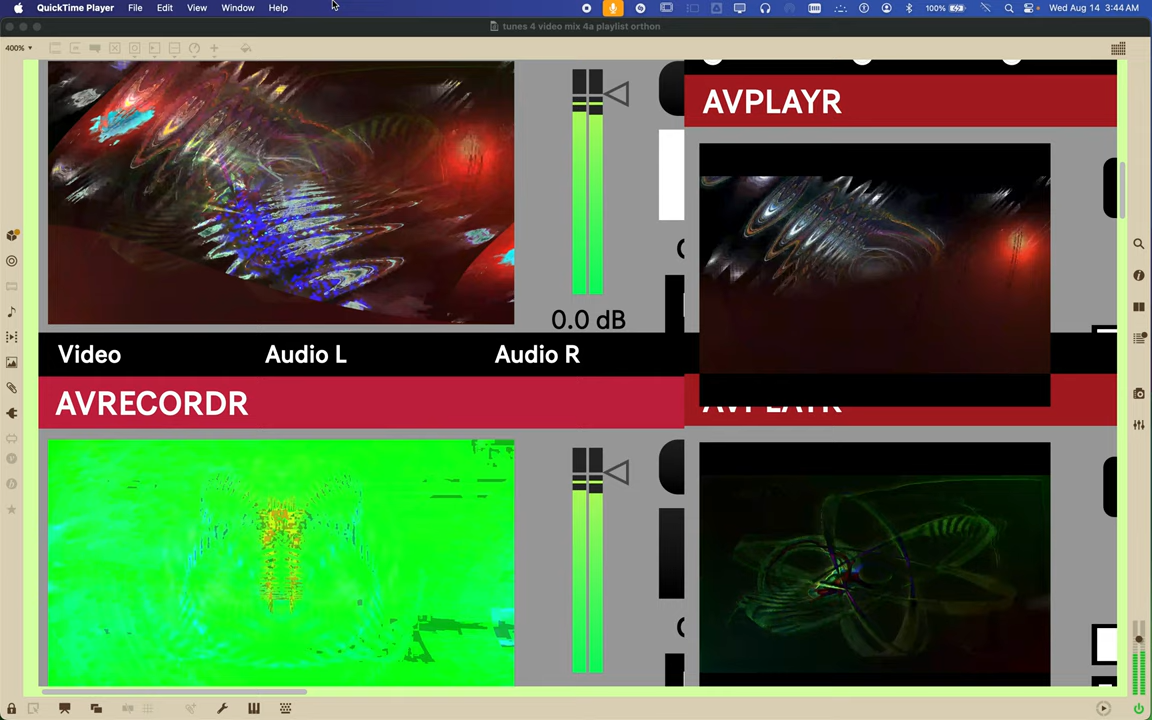 QuickTime Player File Edit View Window Help 100% Wed Aug 14 3:44 AM
tunes 4 video mix 4a playlist orthon
400%
AVPLAYR
0.0 dB
Video Audio L Audio R
AVRECORDR
AVPLAYR